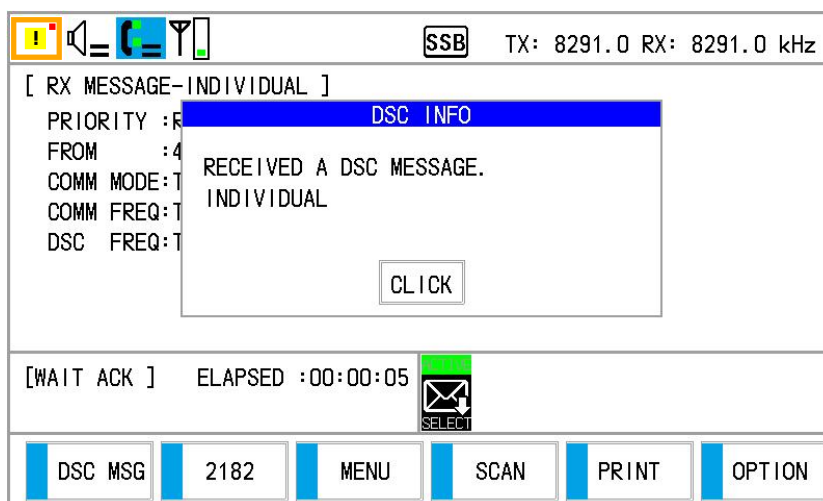 !
SSB TX: 8291.0 RX: 8291.0 kHz
[ RX MESSAGE-INDIVIDUAL ]
PRIORITY :R
FROM :4
COMM MODE:T
COMM FREQ:T
DSC FREQ:T
DSC INFO
RECEIVED A DSC MESSAGE.
INDIVIDUAL
CLICK
[WAIT ACK ] ELAPSED :00:00:05
ACTIVE
SELECT
DSC MSG 2182 MENU SCAN PRINT OPTION